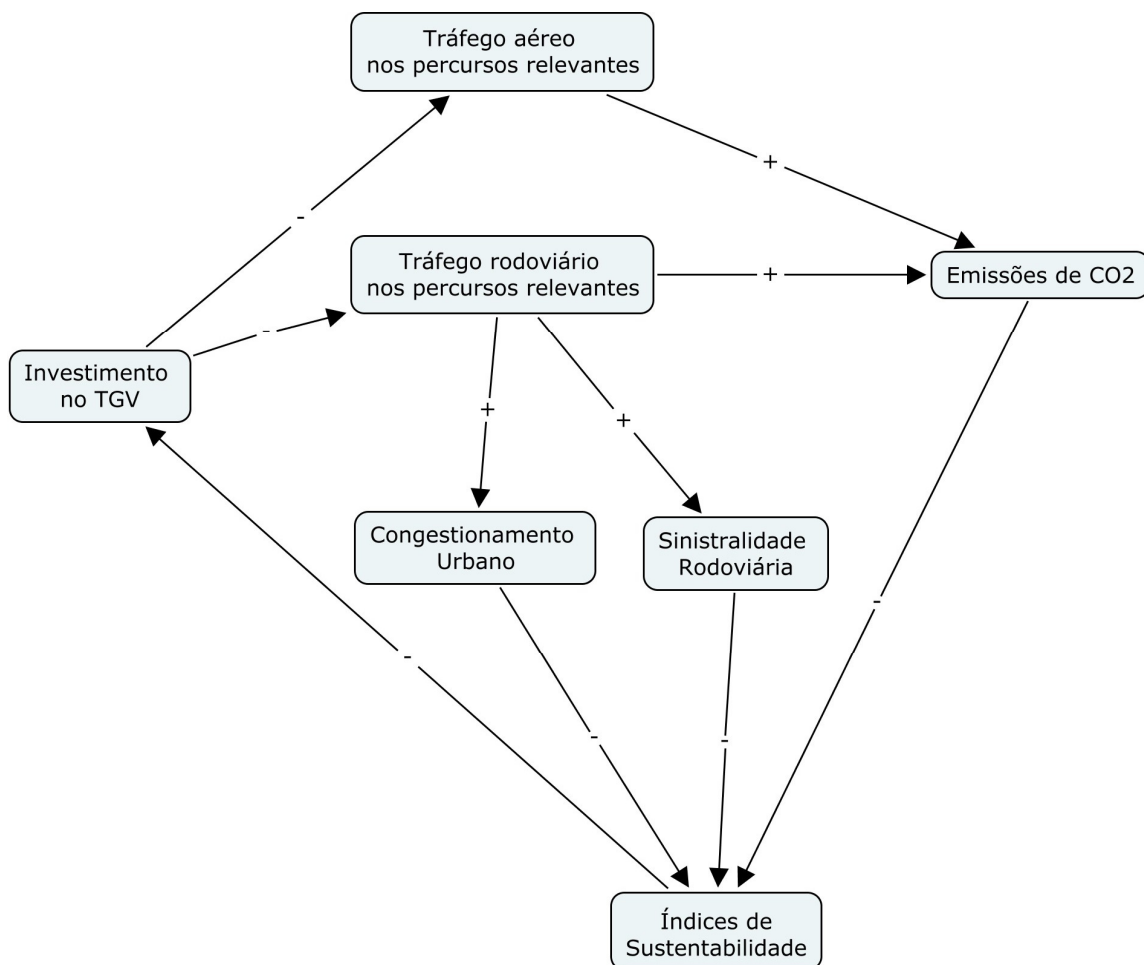 Tráfego aéreo
nos percursos relevantes
+
-
Tráfego rodoviário
nos percursos relevantes
+
Emissões de CO2
-
Investimento
no TGV
+
+
Congestionamento
Urbano
Sinistralidade
Rodoviária
-
-
-
-
Índices de
Sustentabilidade